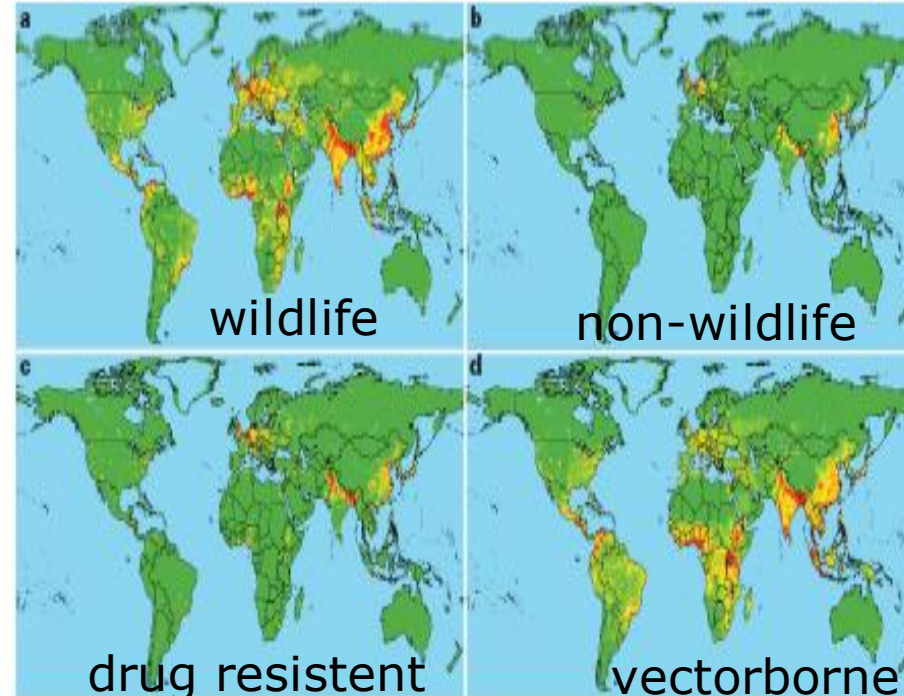 a
wildlife
b
non-wildlife
c
drug resistent
d
vectorborne